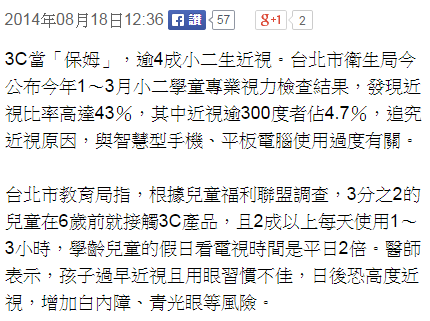 2014年08月18日12:36 讚 57 +1 2
3C當「保姆」，逾4成小二生近視。台北市衛生局今
公布今年1～3月小二學童專業視力檢查結果，發現近
視比率高達43％，其中近視逾300度者佔4.7％，追究
近視原因，與智慧型手機、平板電腦使用過度有關。
台北市教育局指，根據兒童福利聯盟調查，3分之2的
兒童在6歲前就接觸3C產品，且2成以上每天使用1～
3小時，學齡兒童的假日看電視時間是平日2倍。醫師
表示，孩子過早近視且用眼習慣不佳，日後恐高度近
視，增加白內障、青光眼等風險。